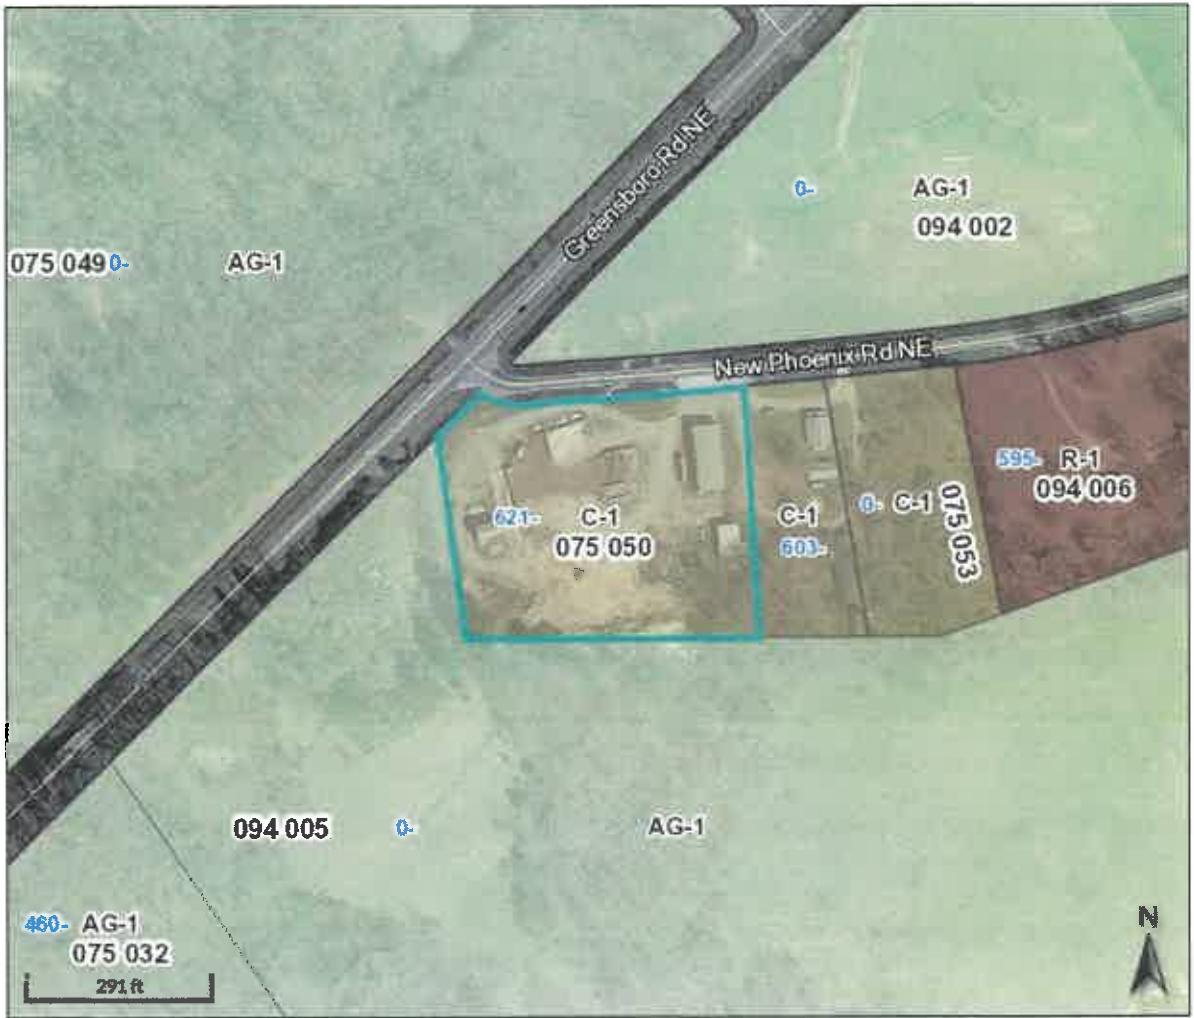 Greensboro Rd NE
0- AG-1
094 002
075 049 0- AG-1
New Phoenix Rd NE
595- R-1
094 006
621- C-1
075 050
C-1
603-
0- C-1
075 053
094 005 0- AG-1
460- AG-1
075 032
291 ft
N